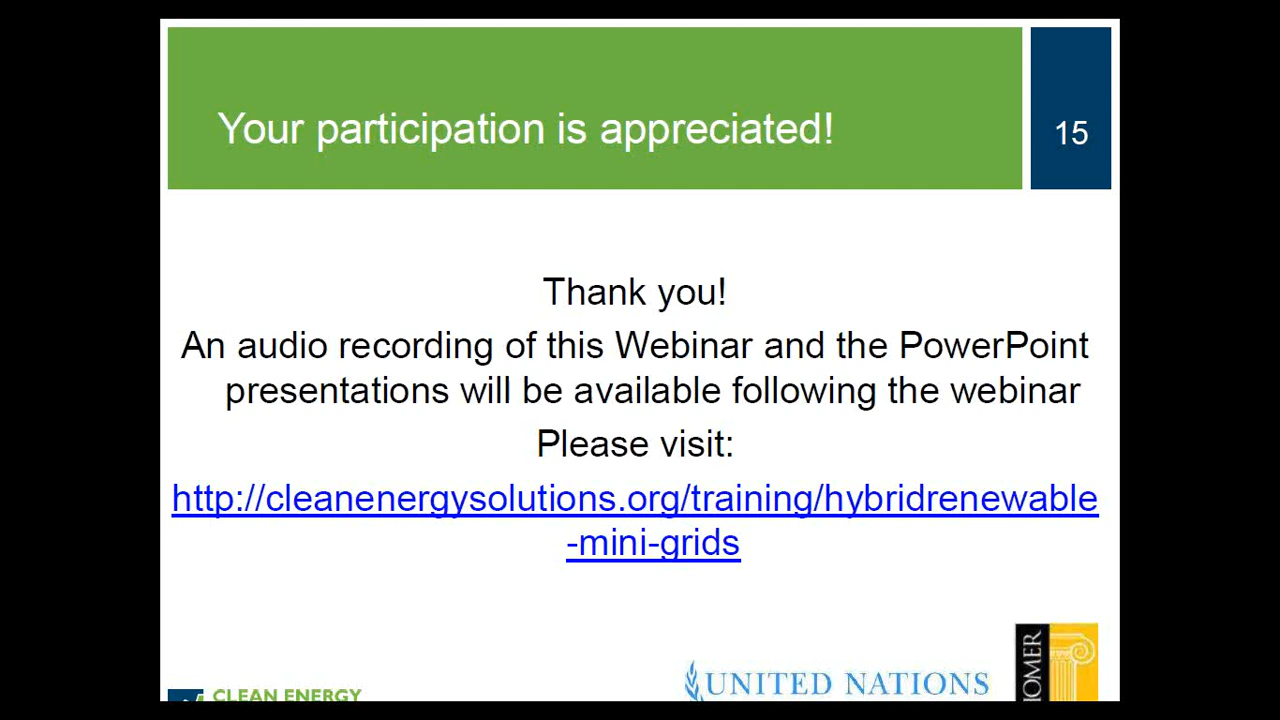 Your participation is appreciated!
15
Thank you!
An audio recording of this Webinar and the PowerPoint
presentations will be available following the webinar
Please visit:
http://cleanenergysolutions.org/training/hybridrenewable
-mini-grids
CLEAN ENERGY
UNITED NATIONS
HOMER